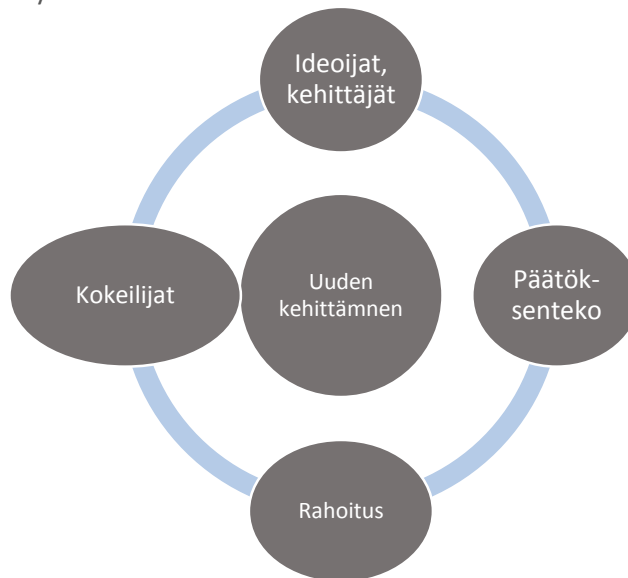 Ideoijat,
kehittäjät
Kokeilijat
Uuden
kehittämnen
Päätök-
senteko
Rahoitus